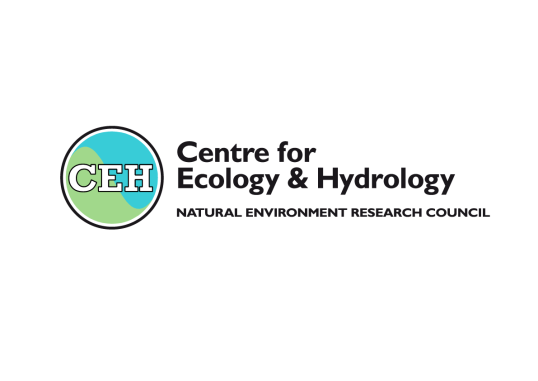 CEH
Centre for
Ecology & Hydrology
NATURAL ENVIRONMENT RESEARCH COUNCIL